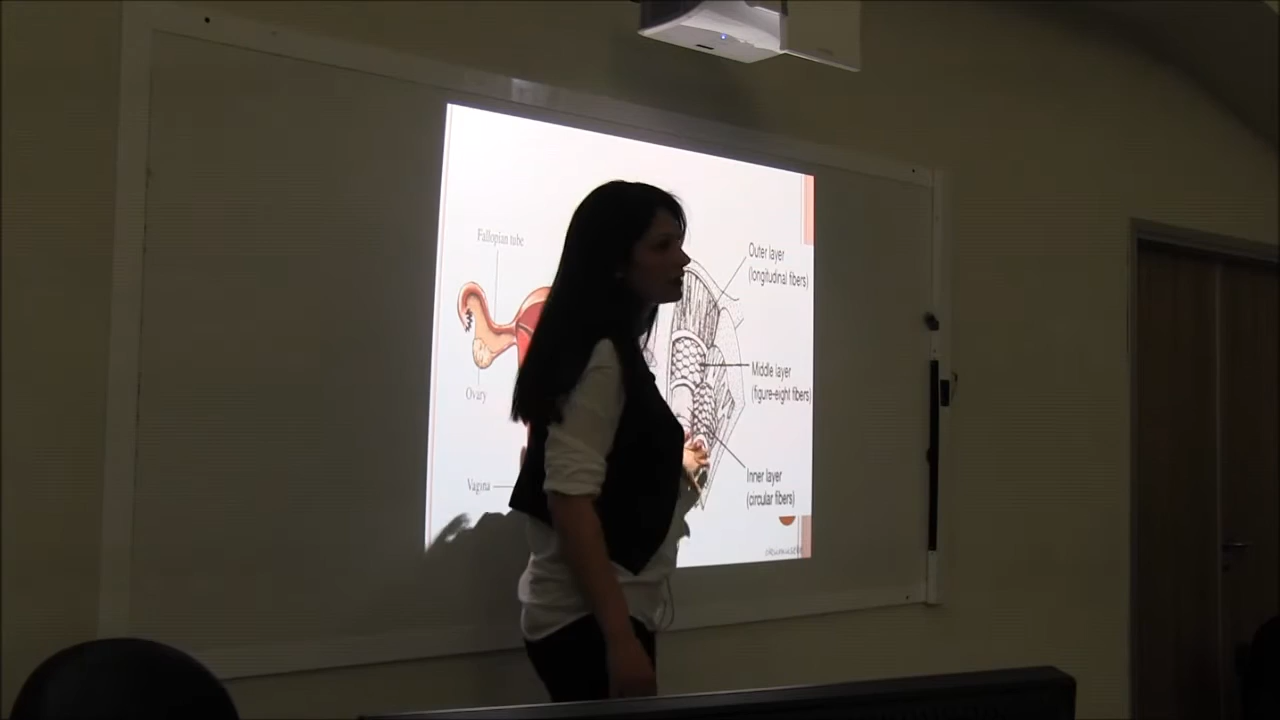 Fallopian tube
Ovary
Vagina
Outer layer
(longitudinal fibers)
Middle layer
(figure-eight fibers)
Inner layer
(circular fibers)